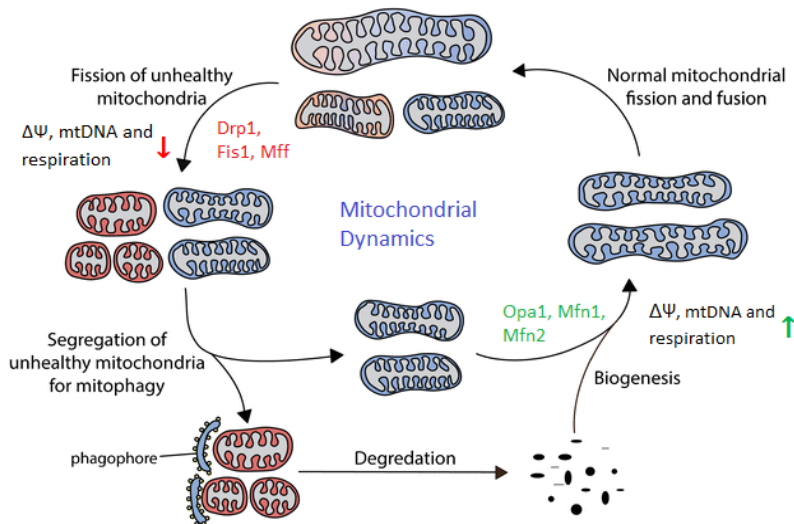 Fission of unhealthy
mitochondria
Normal mitochondrial
fission and fusion
ΔΨ, mtDNA and
respiration
Drp1,
Fis1, Mff
Mitochondrial
Dynamics
Opa1, Mfn1,
Mfn2
ΔΨ, mtDNA and
respiration
Segregation of
unhealthy mitochondria
for mitophagy
Biogenesis
phagophore
Degredation